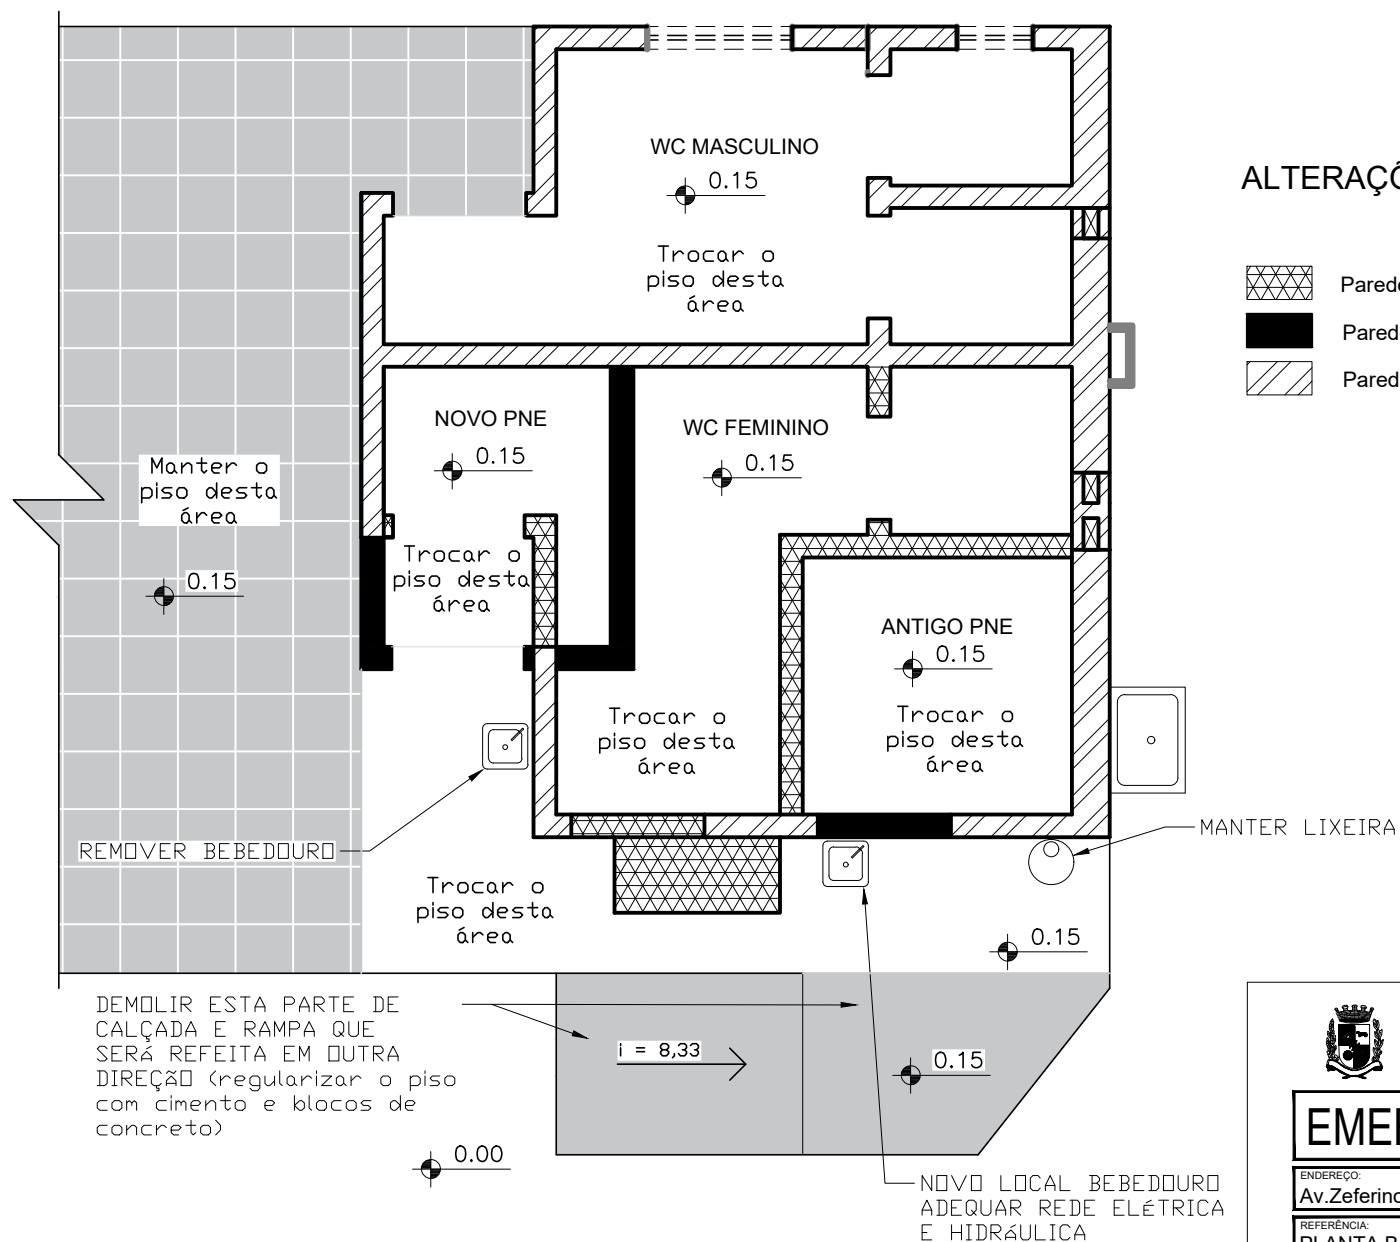 WC MASCULINO
0.15
Trocar o
piso desta
área
ALTERAÇÕ
Pared
Pared
NOVO PNE
0.15
WC FEMININO
0.15
Manter o
piso desta
área
0.15
Trocar o
piso desta
área
ANTIGO PNE
0.15
Trocar o
piso desta
área
Trocar o
piso desta
área
REMOVER BEBEDOURO
MANTER LIXEIRA
Trocar o
piso desta
área
0.15
DEMOLIR ESTA PARTE DE
CALÇADA E RAMPA QUE
SERá REFEITA EM OUTRA
DIREÇÃO (regularizar o piso
com cimento e blocos de
concreto)
i = 8,33
0.15
0.00
NOVO LOCAL BEBEDOURO
ADEQUAR REDE ELéTRICA
E HIDRáULICA
ENDEREÇO:
Av.Zeferino
REFERÊNCIA: